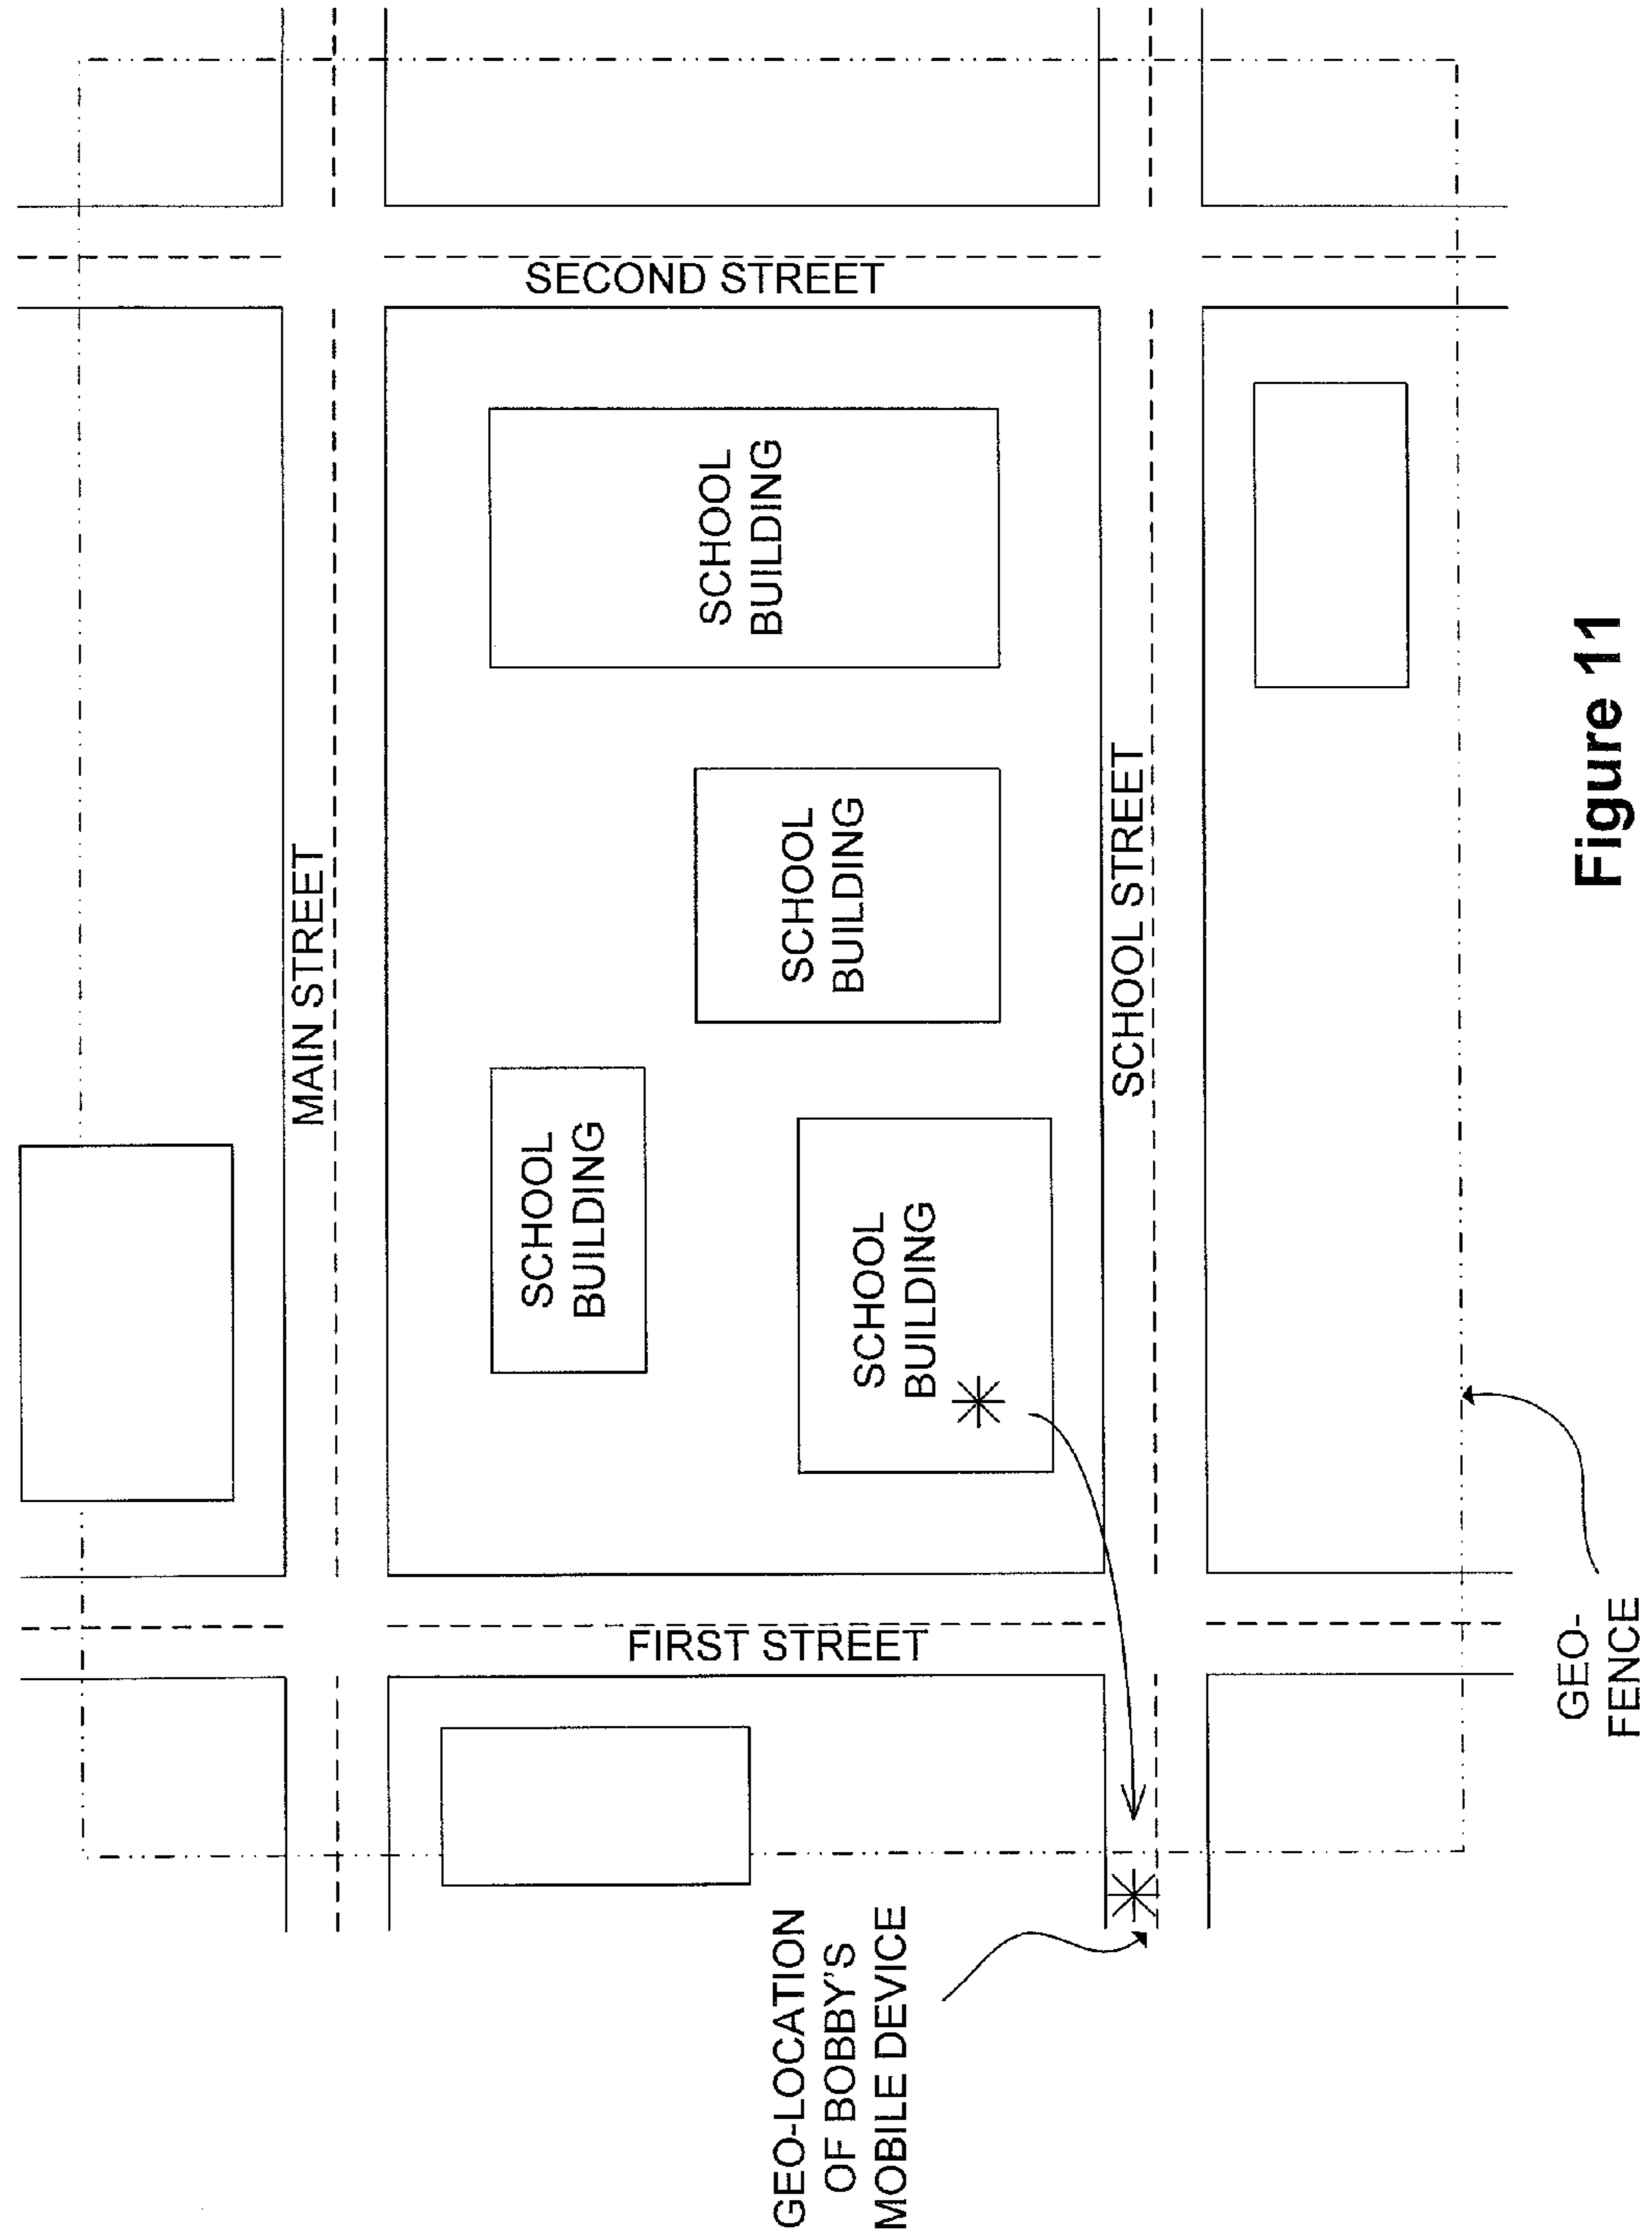 MAIN STREET
SECOND STREET
SCHOOL
BUILDING
SCHOOL
BUILDING
SCHOOL
BUILDING
SCHOOL
BUILDING
SCHOOL STREET
FIRST STREET
GEO-LOCATION
OF BOBBY'S
MOBILE DEVICE
GEO-
FENCE
Figure 11